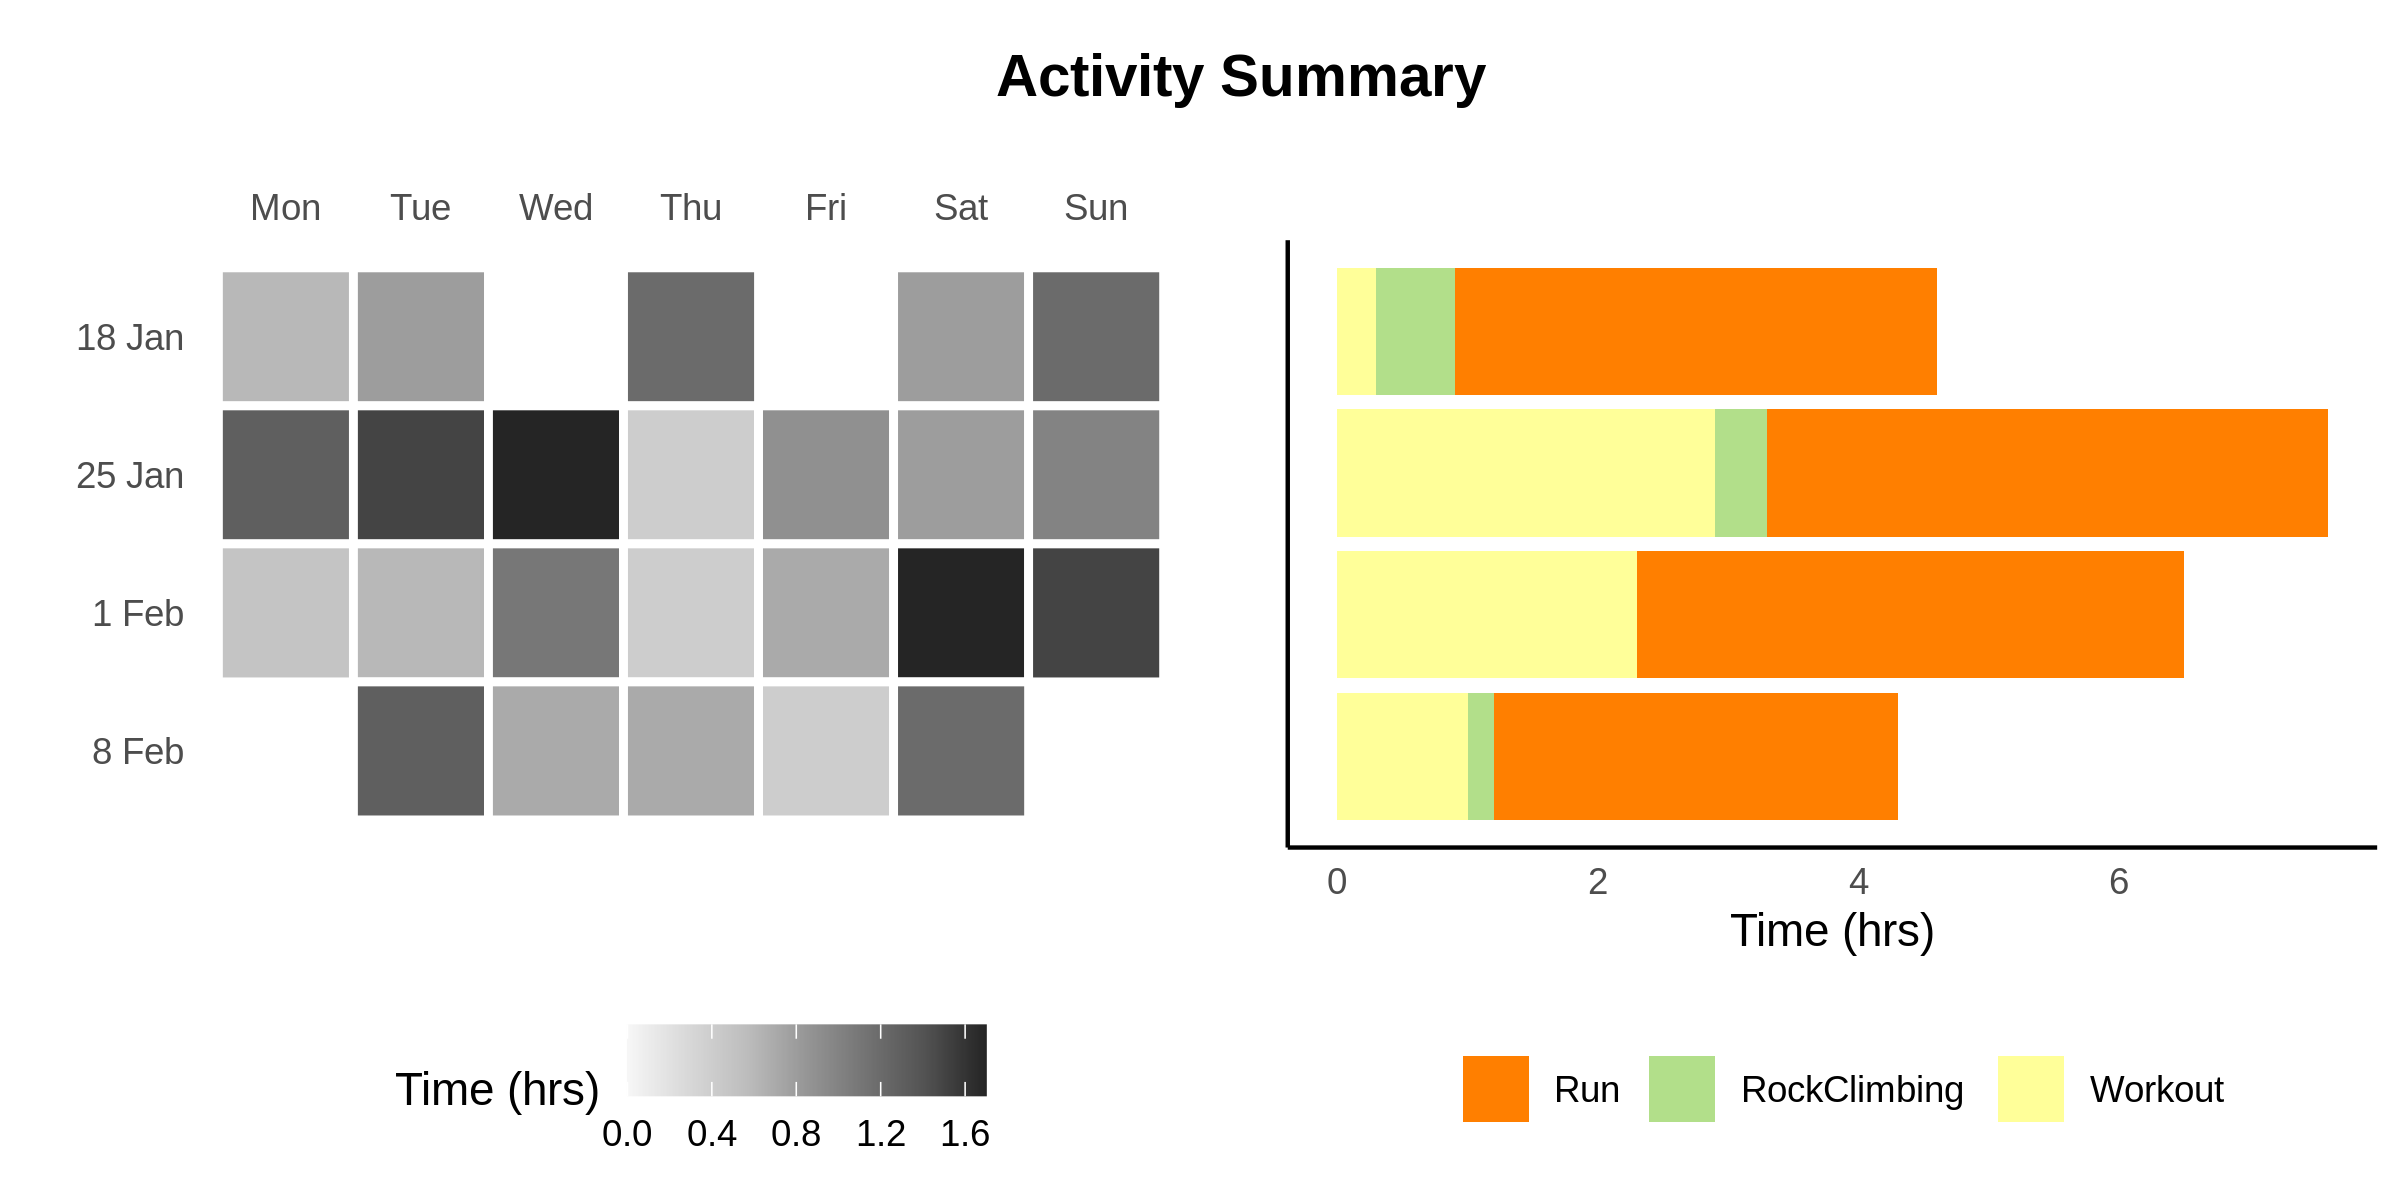 Activity Summary
Mon Tue Wed Thu Fri Sat Sun
18 Jan
25 Jan
1 Feb
8 Feb
0 2 4 6
Time (hrs)
Time (hrs)
0.0 0.4 0.8 1.2 1.6
Run RockClimbing Workout